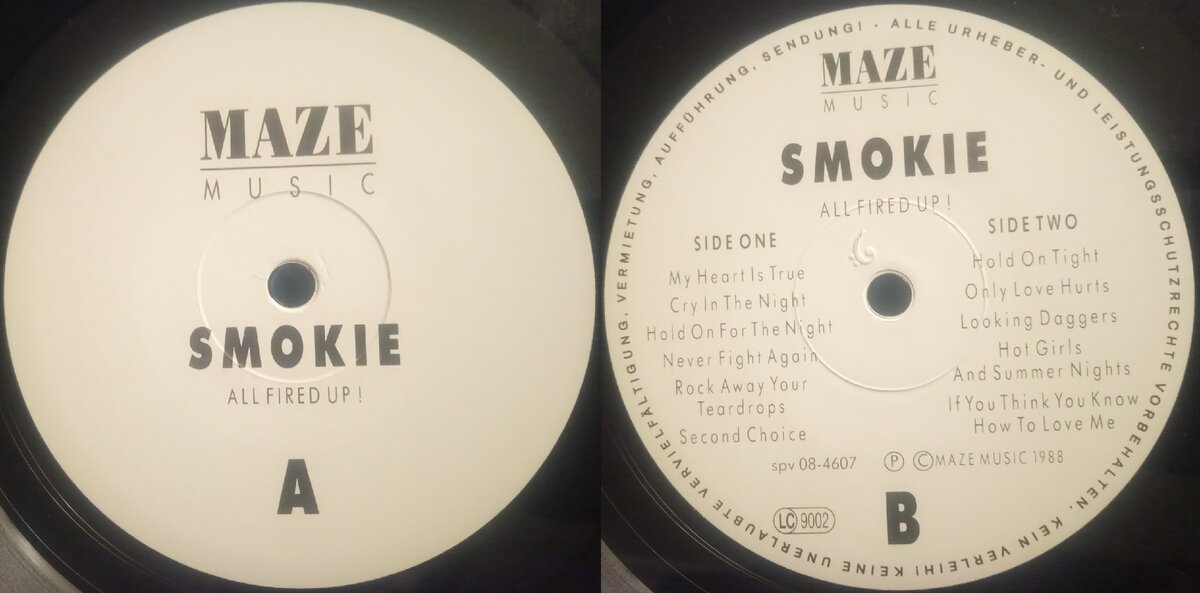 MAZE
MUSIC
SMOKIE
ALL FIRED UP !
A
ALLE URHEBER- UND LEISTUNGSSCHUTZRECHTE VORBEHALTEN. KEIN VERLEIH! KEINE UNERLAUBTE VERVIELFÄLTIGUNG, VERMIETUNG, AUFFÜHRUNG, SENDUNG! ·
MAZE
MUSIC
SMOKIE
ALL FIRED UP !
SIDE ONE
My Heart Is True
Cry In The Night
Hold On For The Night
Never Fight Again
Rock Away Your
Teardrops
Second Choice
SIDE TWO
Hold On Tight
Only Love Hurts
Looking Daggers
Hot Girls
And Summer Nights
If You Think You Know
How To Love Me
spv 08-4607 Ⓟ ⒸMAZE MUSIC 1988
LC 9002
B